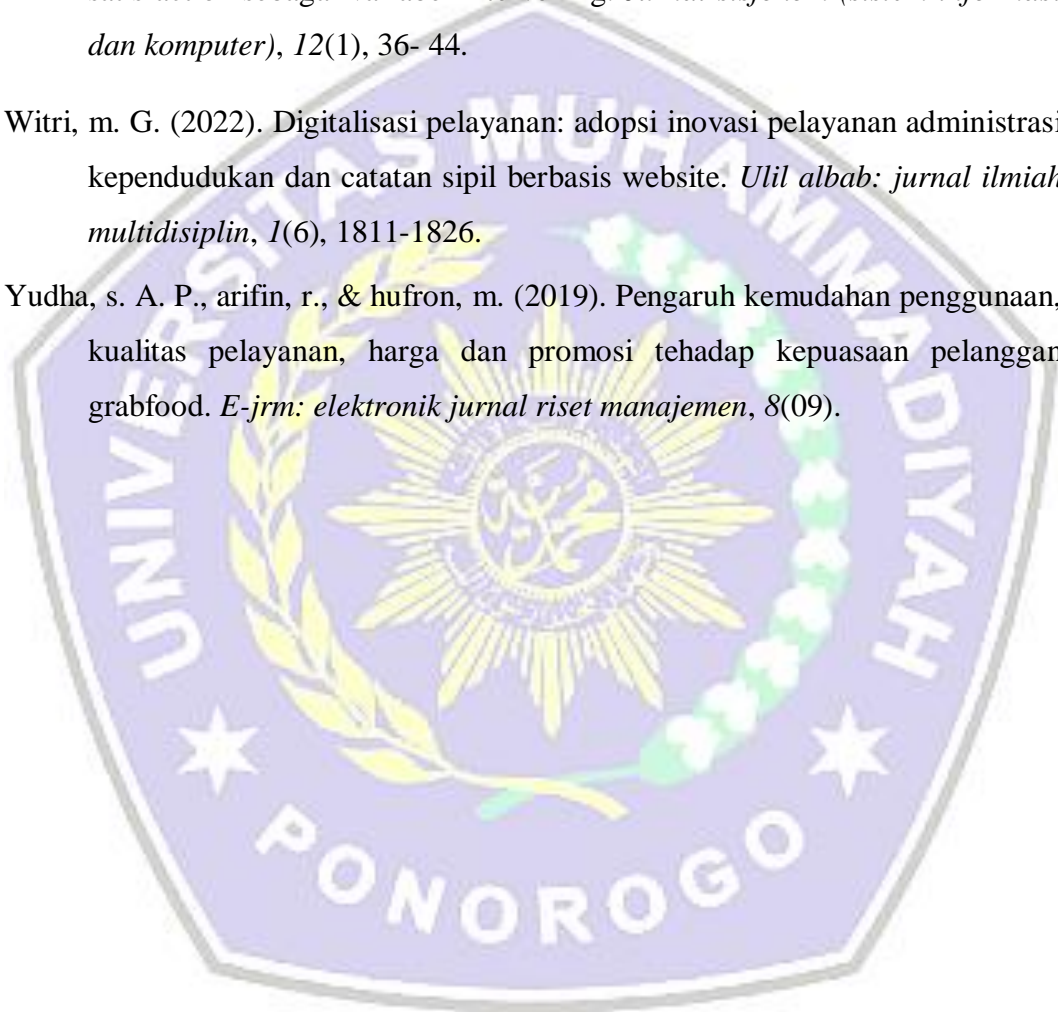 dan komputer), 12(1), 36- 44.
Witri, m. G. (2022). Digitalisasi pelayanan: adopsi inovasi pelayanan administrasi
kependudukan dan catatan sipil berbasis website. Ulil albab: jurnal ilmiah
multidisiplin, 1(6), 1811-1826.
Yudha, s. A. P., arifin, r., & hufron, m. (2019). Pengaruh kemudahan penggunaan,
kualitas pelayanan, harga dan promosi tehadap kepuasaan pelanggan
grabfood. E-jrm: elektronik jurnal riset manajemen, 8(09).
UNIVERSITAS MUHAMMADIYAH
PONOROGO